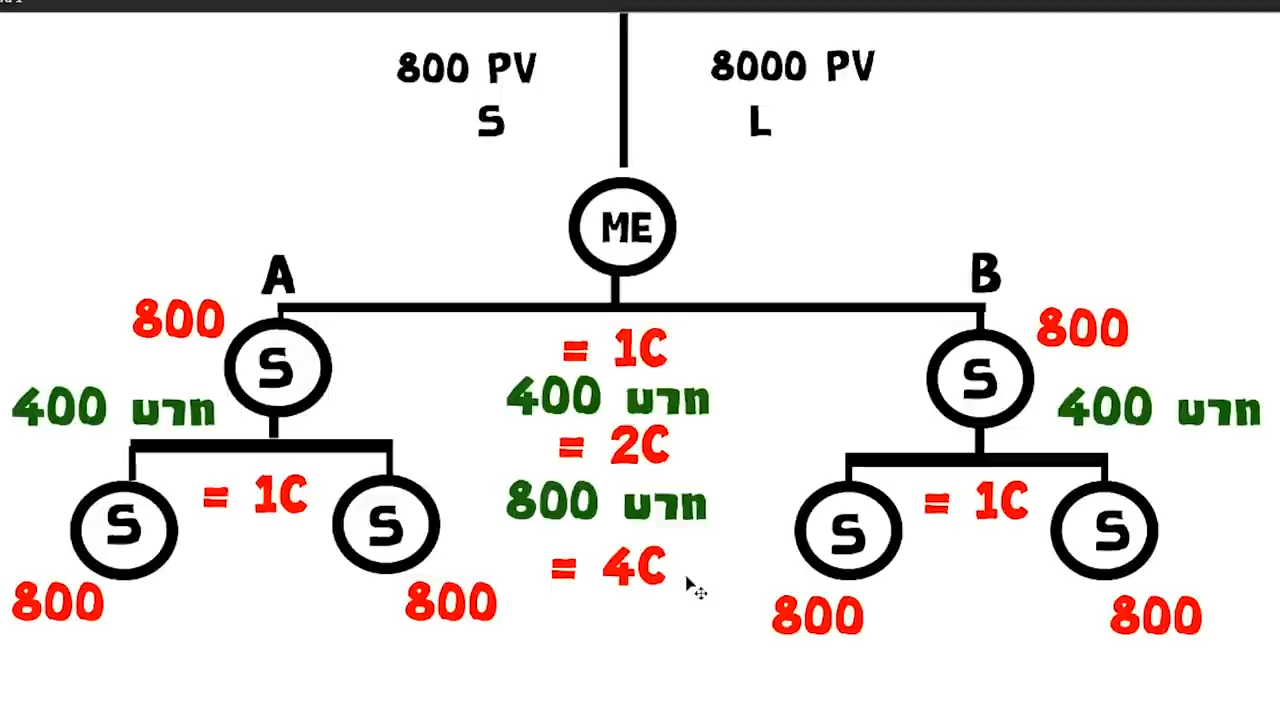 800 PV
8000 PV
S
L
ME
A
B
800
800
S
= 1C
S
400 บาท
400 บาท
400 บาท
= 2C
= 1C
800 บาท
= 1C
S
S
S
S
= 4C
800
800
800
800